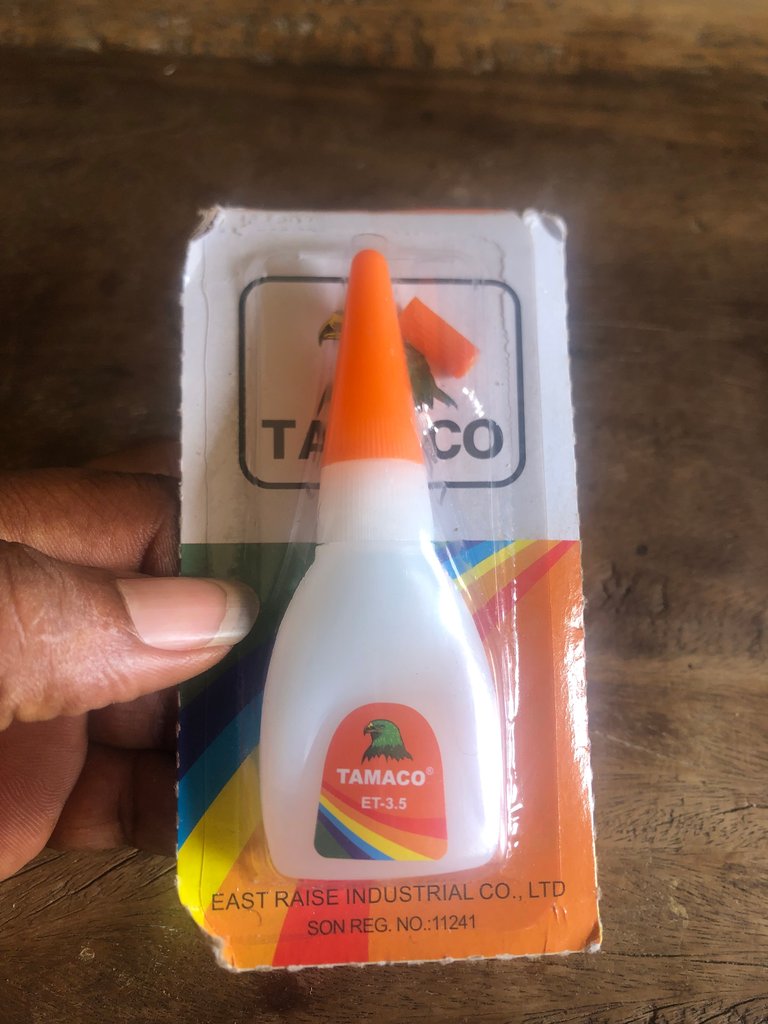 TAMACO®
ET-3.5
EAST RAISE INDUSTRIAL CO., LTD
SON REG. NO.:11241